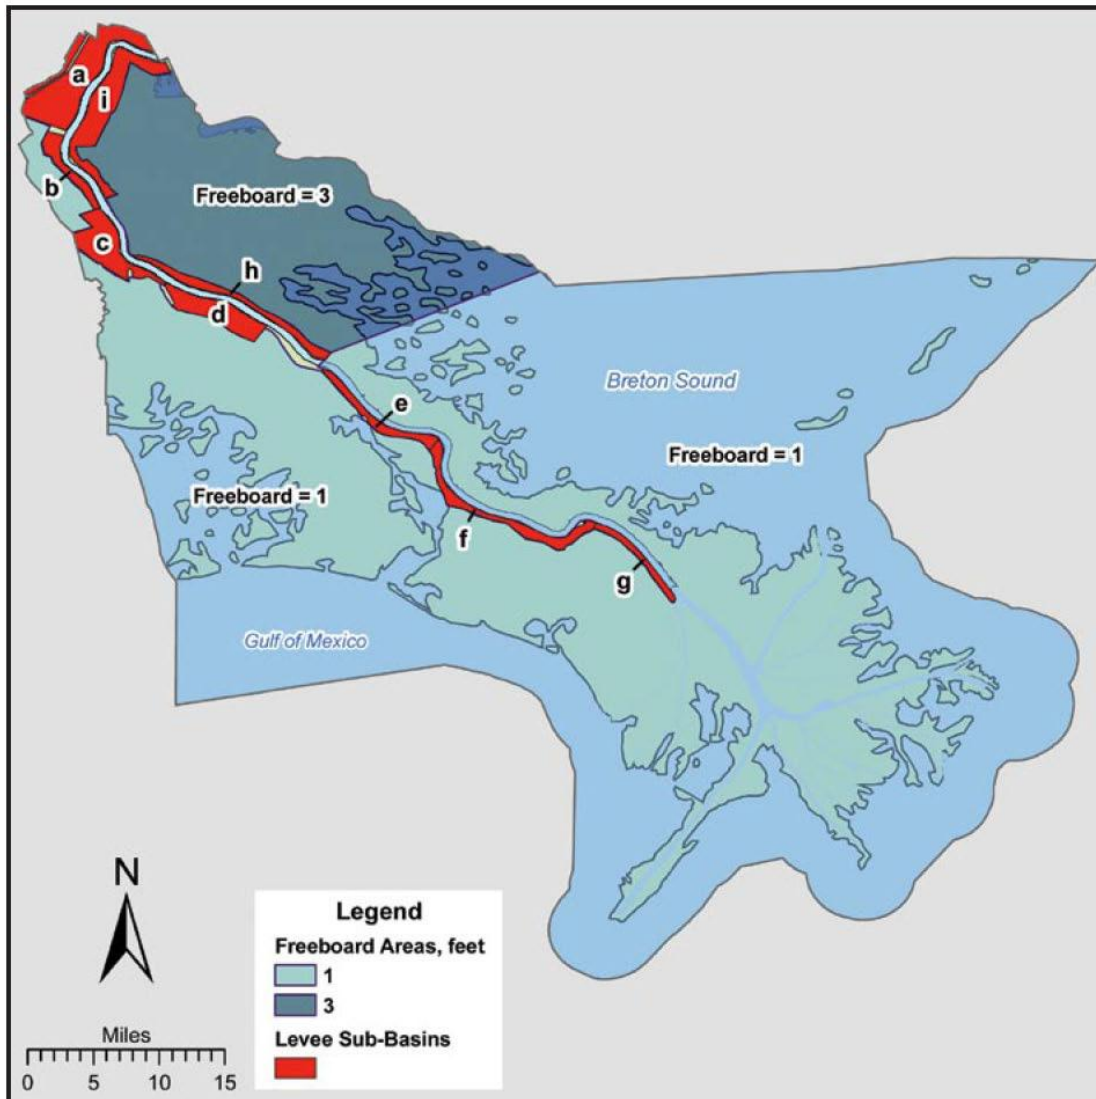 a
i
Freeboard = 3
b
c
h
d
Breton Sound
e
Freeboard = 1
Freeboard = 1
f
g
Gulf of Mexico
N
Legend
Freeboard Areas, feet
1
3
Miles
Levee Sub-Basins
0 5 10 15